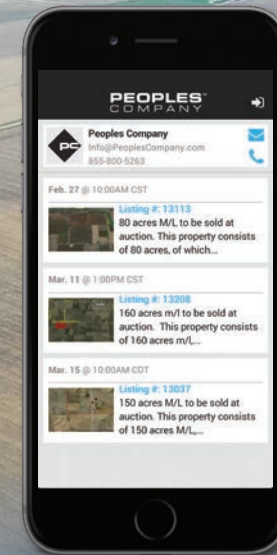 PEOPLES™
COMPANY
PC
Peoples Company
Info@PeoplesCompany.com
855-800-5263
Feb. 27 @ 10:00AM CST
Listing #: 13113
80 acres M/L to be sold at
auction. This property consists
of 80 acres, of which...
Mar. 11 @ 1:00PM CST
Listing #: 13208
160 acres m/l to be sold at
auction.  This property consists
of 160 acres m/l,...
Mar. 15 @ 10:00AM CDT
Listing #: 13037
150 acres M/L to be sold at
auction. This property consists
of 150 acres M/L,...